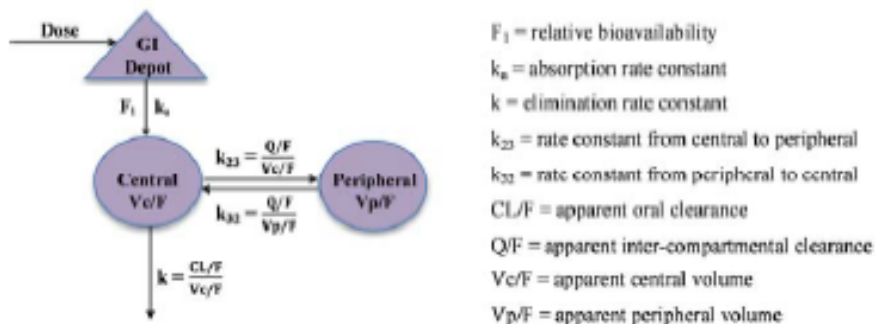 Dose
GI
Depot
F₁ kₐ
k₂₃ = Q/F
Vc/F
Central
Vc/F
Peripheral
Vp/F
k₃₂ = Q/F
Vp/F
k = CL/F
Vc/F
F₁ = relative bioavailability
kₐ = absorption rate constant
k = elimination rate constant
k₂₃ = rate constant from central to peripheral
k₃₂ = rate constant from peripheral to central
CL/F = apparent oral clearance
Q/F = apparent inter-compartmental clearance
Vc/F = apparent central volume
Vp/F = apparent peripheral volume